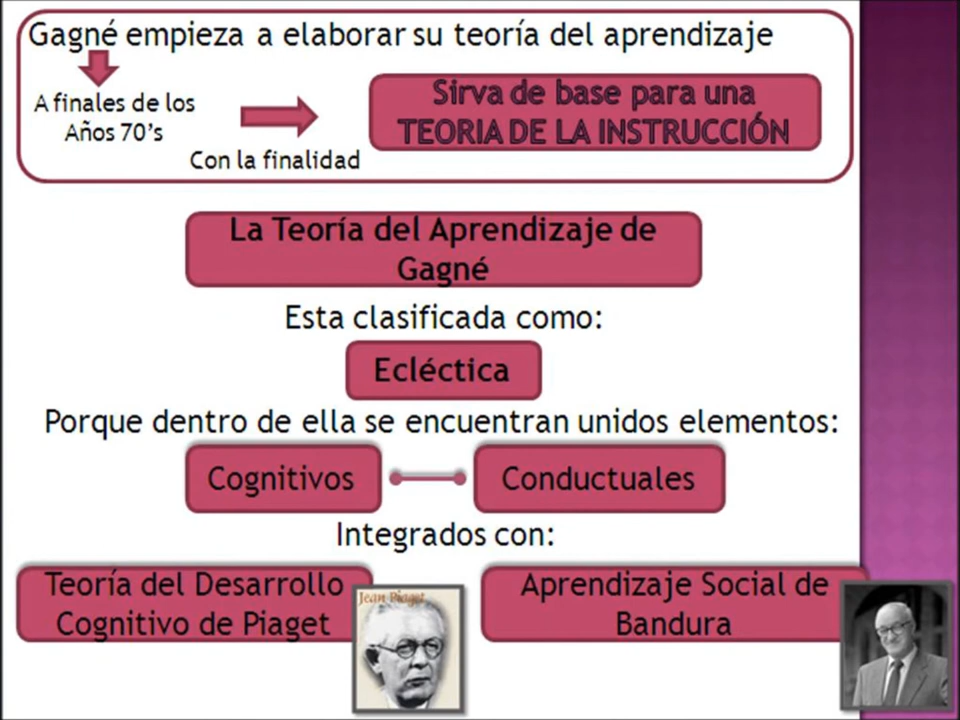 Gagné empieza a elaborar su teoría del aprendizaje
A finales de los
Años 70's
Con la finalidad
Sirva de base para una
TEORIA DE LA INSTRUCCIÓN
La Teoría del Aprendizaje de
Gagné
Esta clasificada como:
Ecléctica
Porque dentro de ella se encuentran unidos elementos:
Cognitivos
Conductuales
Integrados con:
Teoría del Desarrollo
Cognitivo de Piaget
Jean Piaget
Aprendizaje Social de
Bandura